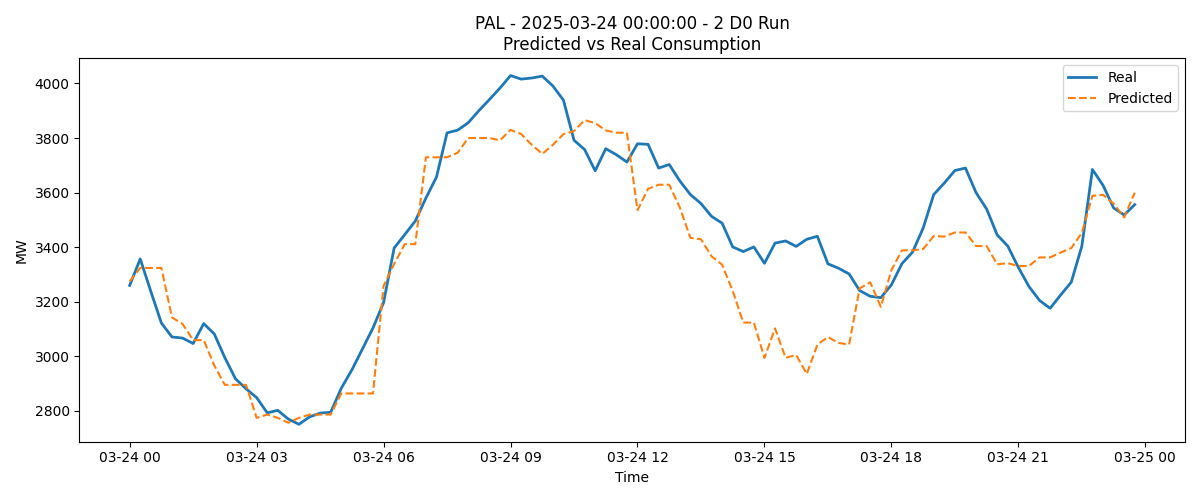 PAL - 2025-03-24 00:00:00 - 2 D0 Run
Predicted vs Real Consumption
Real
Predicted
MW
4000
3800
3600
3400
3200
3000
2800
03-24 00
03-24 03
03-24 06
03-24 09
03-24 12
03-24 15
03-24 18
03-24 21
03-25 00
Time